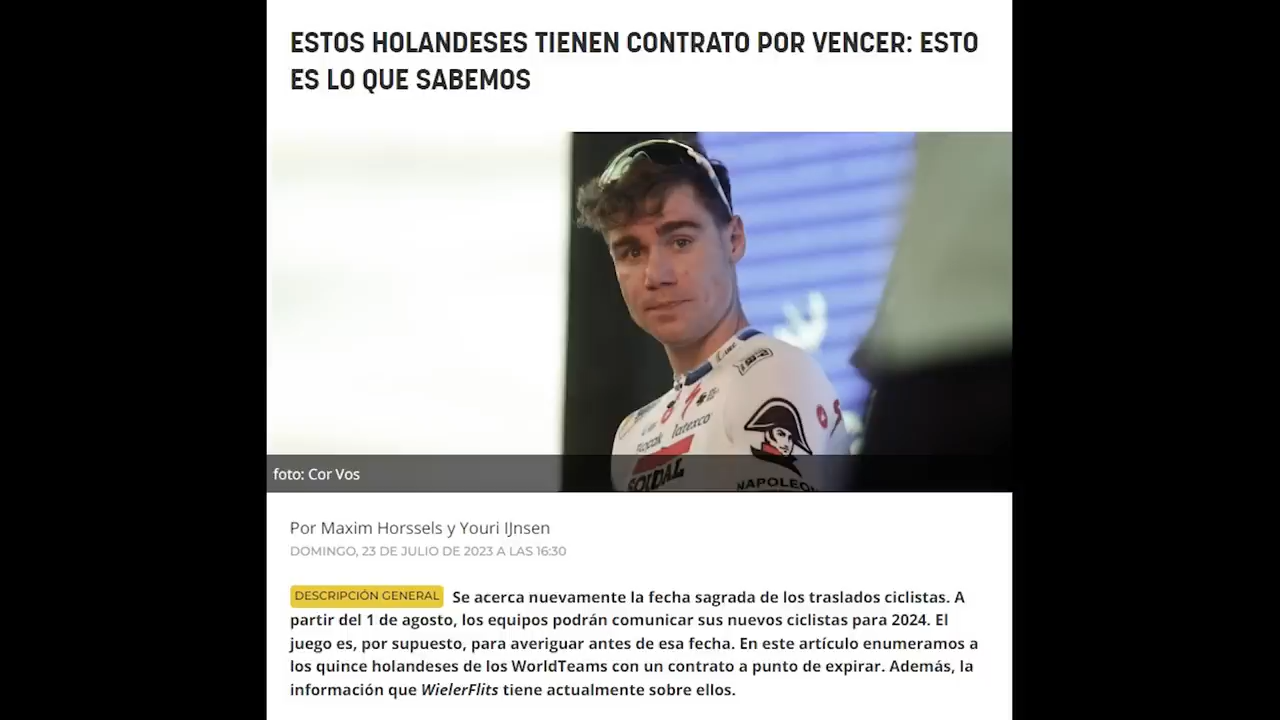 ESTOS HOLANDESES TIENEN CONTRATO POR VENCER: ESTO
ES LO QUE SABEMOS
latexco
SOUDAL
NAPOLEON
foto: Cor Vos
Por Maxim Horssels y Youri IJnsen
DOMINGO, 23 DE JULIO DE 2023 A LAS 16:30
DESCRIPCIÓN GENERAL Se acerca nuevamente la fecha sagrada de los traslados ciclistas. A
partir del 1 de agosto, los equipos podrán comunicar sus nuevos ciclistas para 2024. El
juego es, por supuesto, para averiguar antes de esa fecha. En este artículo enumeramos a
los quince holandeses de los WorldTeams con un contrato a punto de expirar. Además, la
información que WielerFlits tiene actualmente sobre ellos.